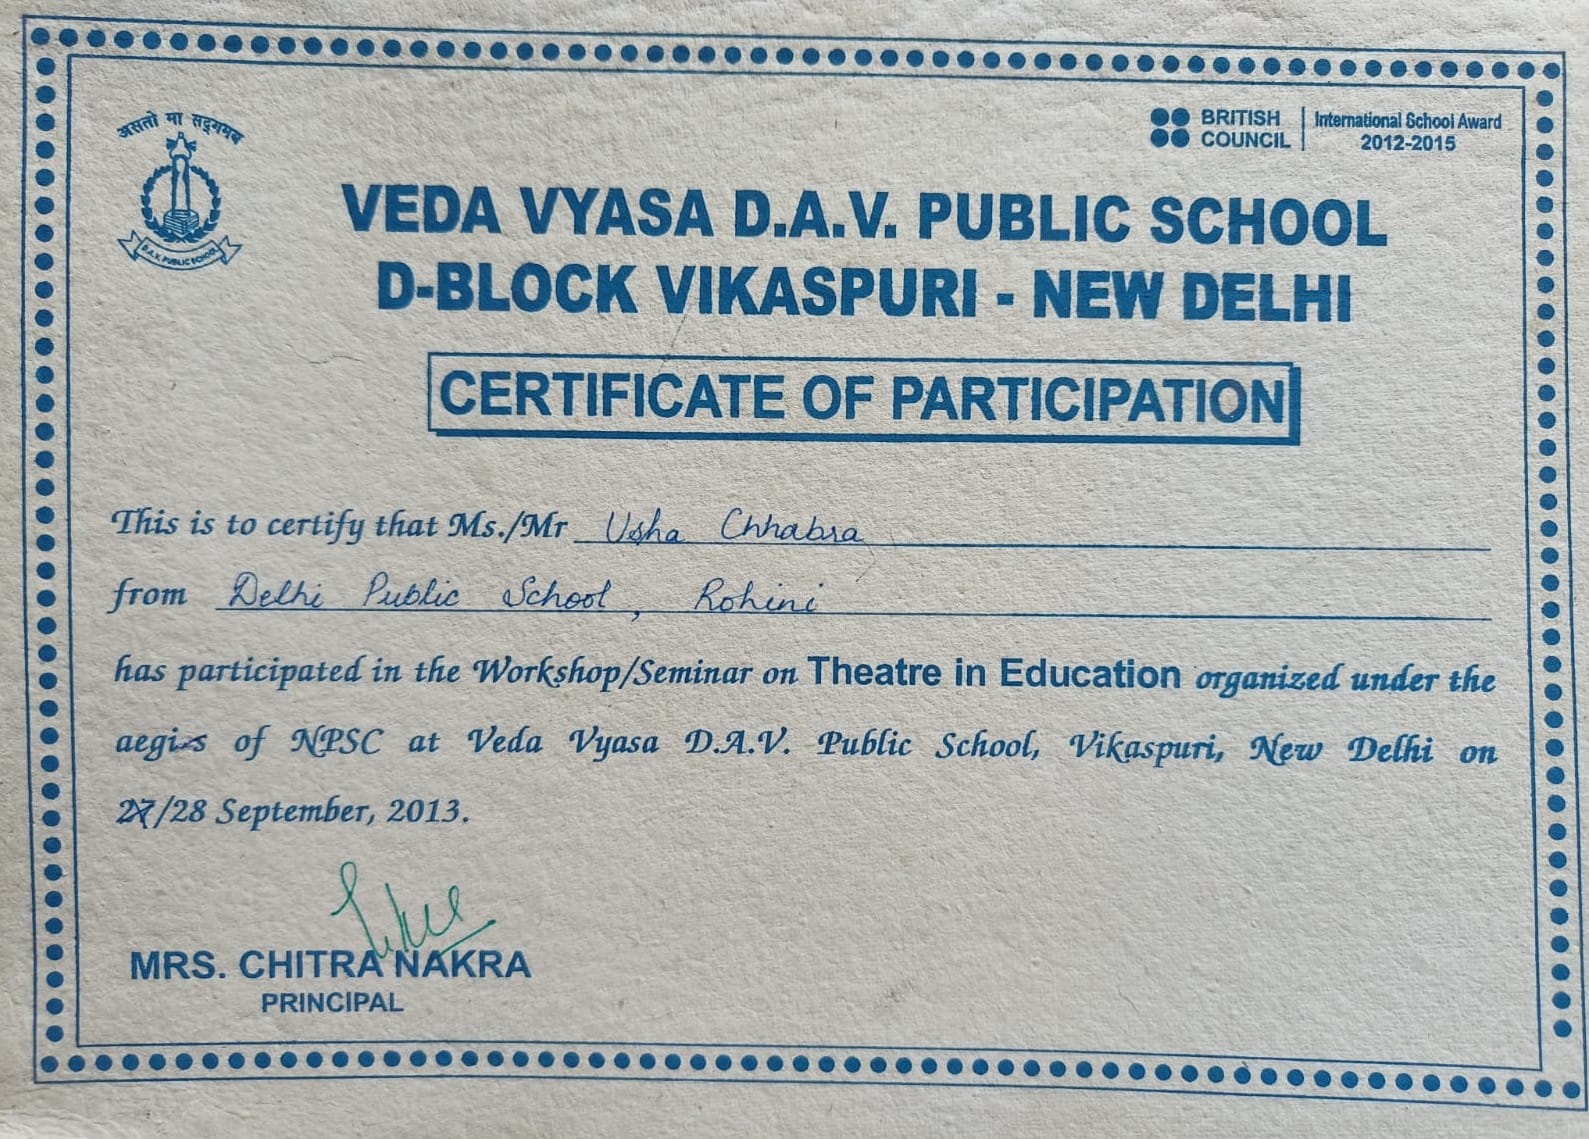 असतो मा सद्गमय
D.A.V. PUBLIC SCHOOL
BRITISH COUNCIL
International School Award
2012-2015
VEDA VYASA D.A.V. PUBLIC SCHOOL
D-BLOCK VIKASPURI - NEW DELHI
CERTIFICATE OF PARTICIPATION
This is to certify that Ms./Mr Usha Chhabra
from Delhi Public School, Rohini
has participated in the Workshop/Seminar on Theatre in Education organized under the
aegis of NPSC at Veda Vyasa D.A.V. Public School, Vikaspuri, New Delhi on
27/28 September, 2013.
MRS. CHITRA NAKRA
PRINCIPAL